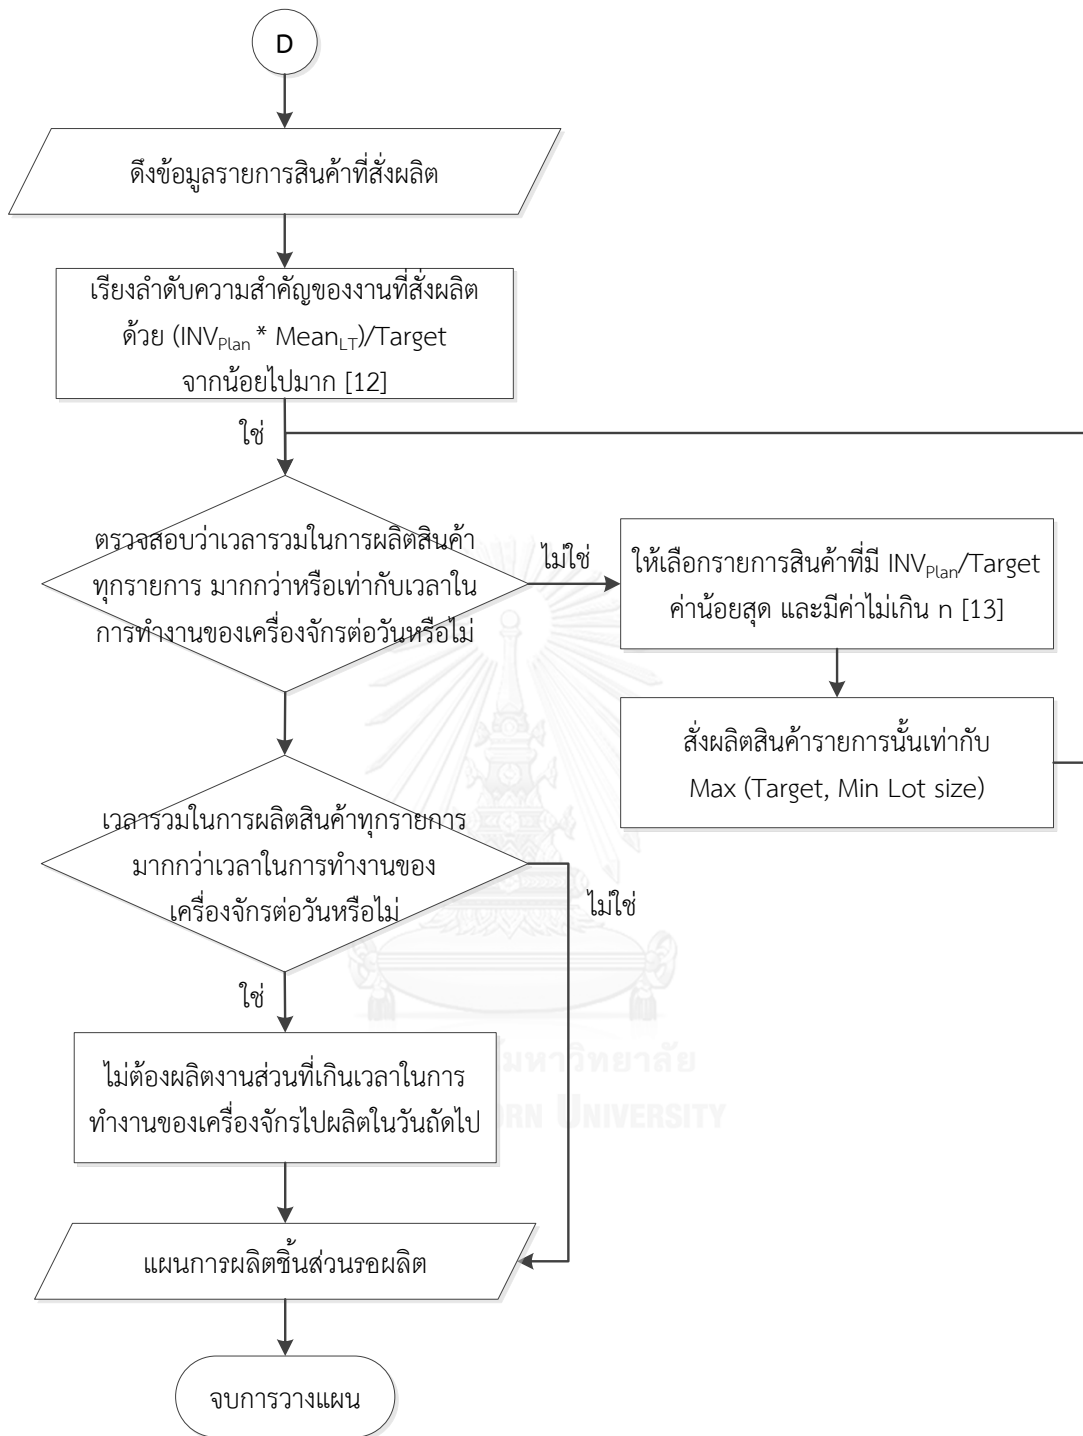 D
ดึงข้อมูลรายการสินค้าที่สั่งผลิต
เรียงลำดับความสำคัญของงานที่สั่งผลิต
ด้วย (INVPlan * MeanLT)/Target
จากน้อยไปมาก [12]
ใช่
ตรวจสอบว่าเวลารวมในการผลิตสินค้า
ทุกรายการ มากกว่าหรือเท่ากับเวลาใน
การทำงานของเครื่องจักรต่อวันหรือไม่
ไม่ใช่
ให้เลือกรายการสินค้าที่มี INVPlan/Target
ค่าน้อยสุด และมีค่าไม่เกิน n [13]
สั่งผลิตสินค้ารายการนั้นเท่ากับ
Max (Target, Min Lot size)
เวลารวมในการผลิตสินค้าทุกรายการ
มากกว่าเวลาในการทำงานของ
เครื่องจักรต่อวันหรือไม่
ไม่ใช่
ใช่
ไม่ต้องผลิตงานส่วนที่เกินเวลาในการ
ทำงานของเครื่องจักรไปผลิตในวันถัดไป
มหาวิทยาลัย
UNIVERSITY
แผนการผลิตชิ้นส่วนรอผลิต
จบการวางแผน